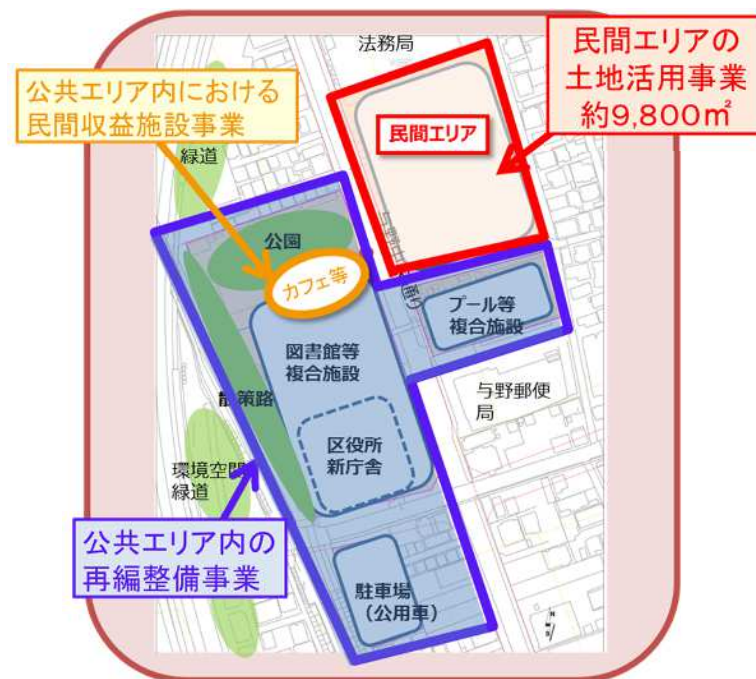 法務局
民間エリアの
土地活用事業
約9,800㎡
公共エリア内における
民間収益施設事業
民間エリア
緑道
公園
カフェ等
プール等
複合施設
図書館等
複合施設
与野郵便
局
散策路
区役所
新庁舎
環境空間
緑道
公共エリア内の
再編整備事業
駐車場
(公用車)